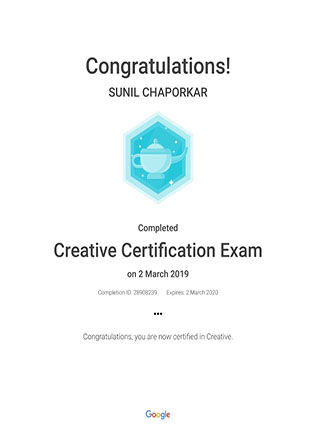 Congratulations!
SUNIL CHAPORKAR
Completed
Creative Certification Exam
on 2 March 2019
Completion ID: 28908239 Expires: 2 March 2020
•••
Congratulations, you are now certified in Creative.
Google